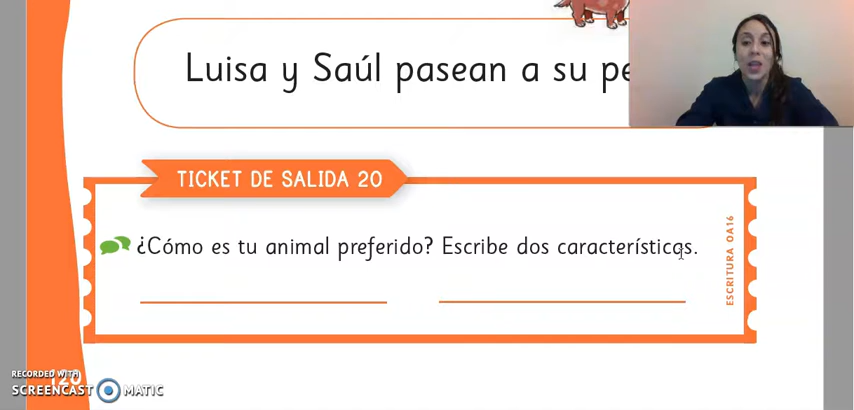 Luisa y Saúl pasean a su pe
TICKET DE SALIDA 20
¿Cómo es tu animal preferido? Escribe dos características.
ESCRITURA OA16
120
RECORDED WITH
SCREENCAST MATIC